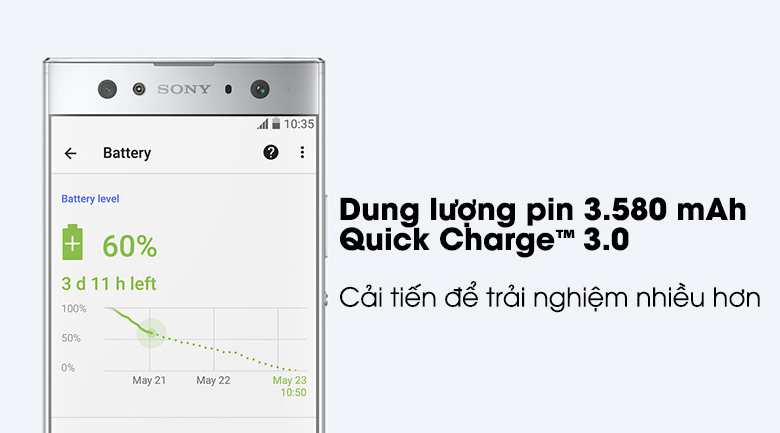 SONY
10:35
Battery
Battery level
60%
3 d 11 h left
100%
50%
0%
May 21 May 22 May 23
10:50
Dung lượng pin 3.580 mAh
Quick Charge™ 3.0
Cải tiến để trải nghiệm nhiều hơn